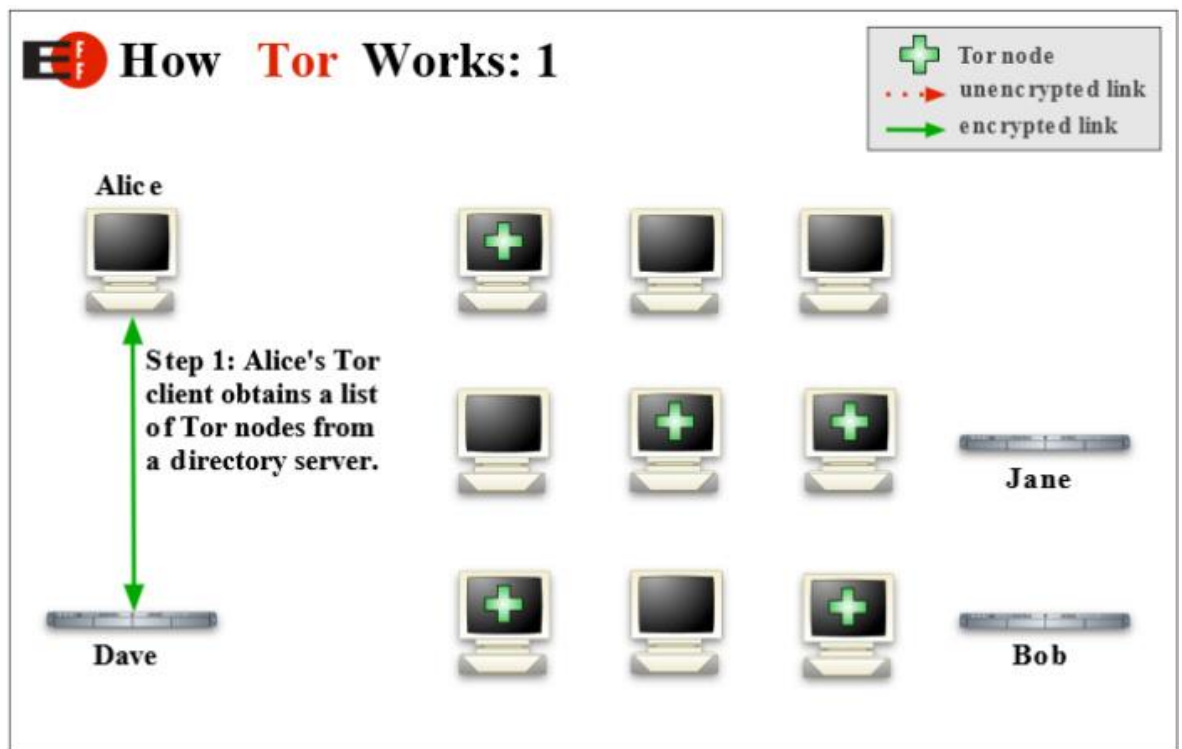 EFF How Tor Works: 1
Tor node
unencrypted link
encrypted link
Alice
Step 1: Alice's Tor
client obtains a list
of Tor nodes from
a directory server.
Jane
Dave
Bob